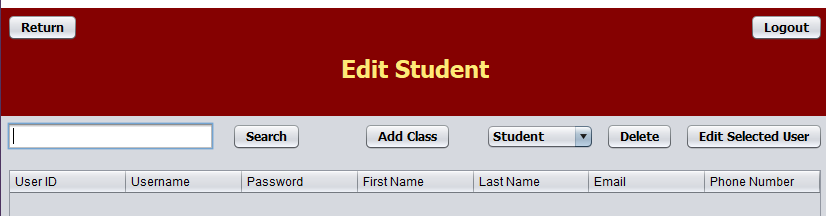 Return Logout
Edit Student
Search Add Class Student Delete Edit Selected User
User ID Username Password First Name Last Name Email Phone Number